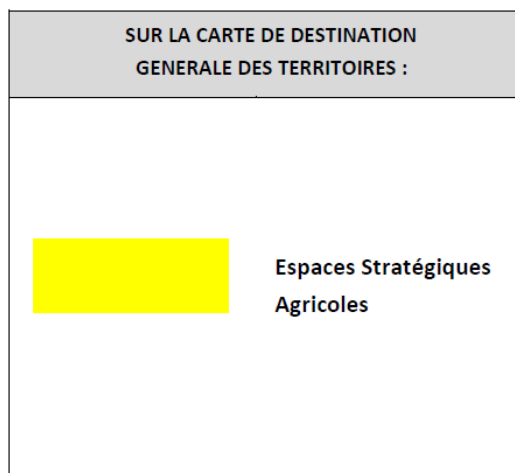 SUR LA CARTE DE DESTINATION
GENERALE DES TERRITOIRES :
Espaces Stratégiques
Agricoles